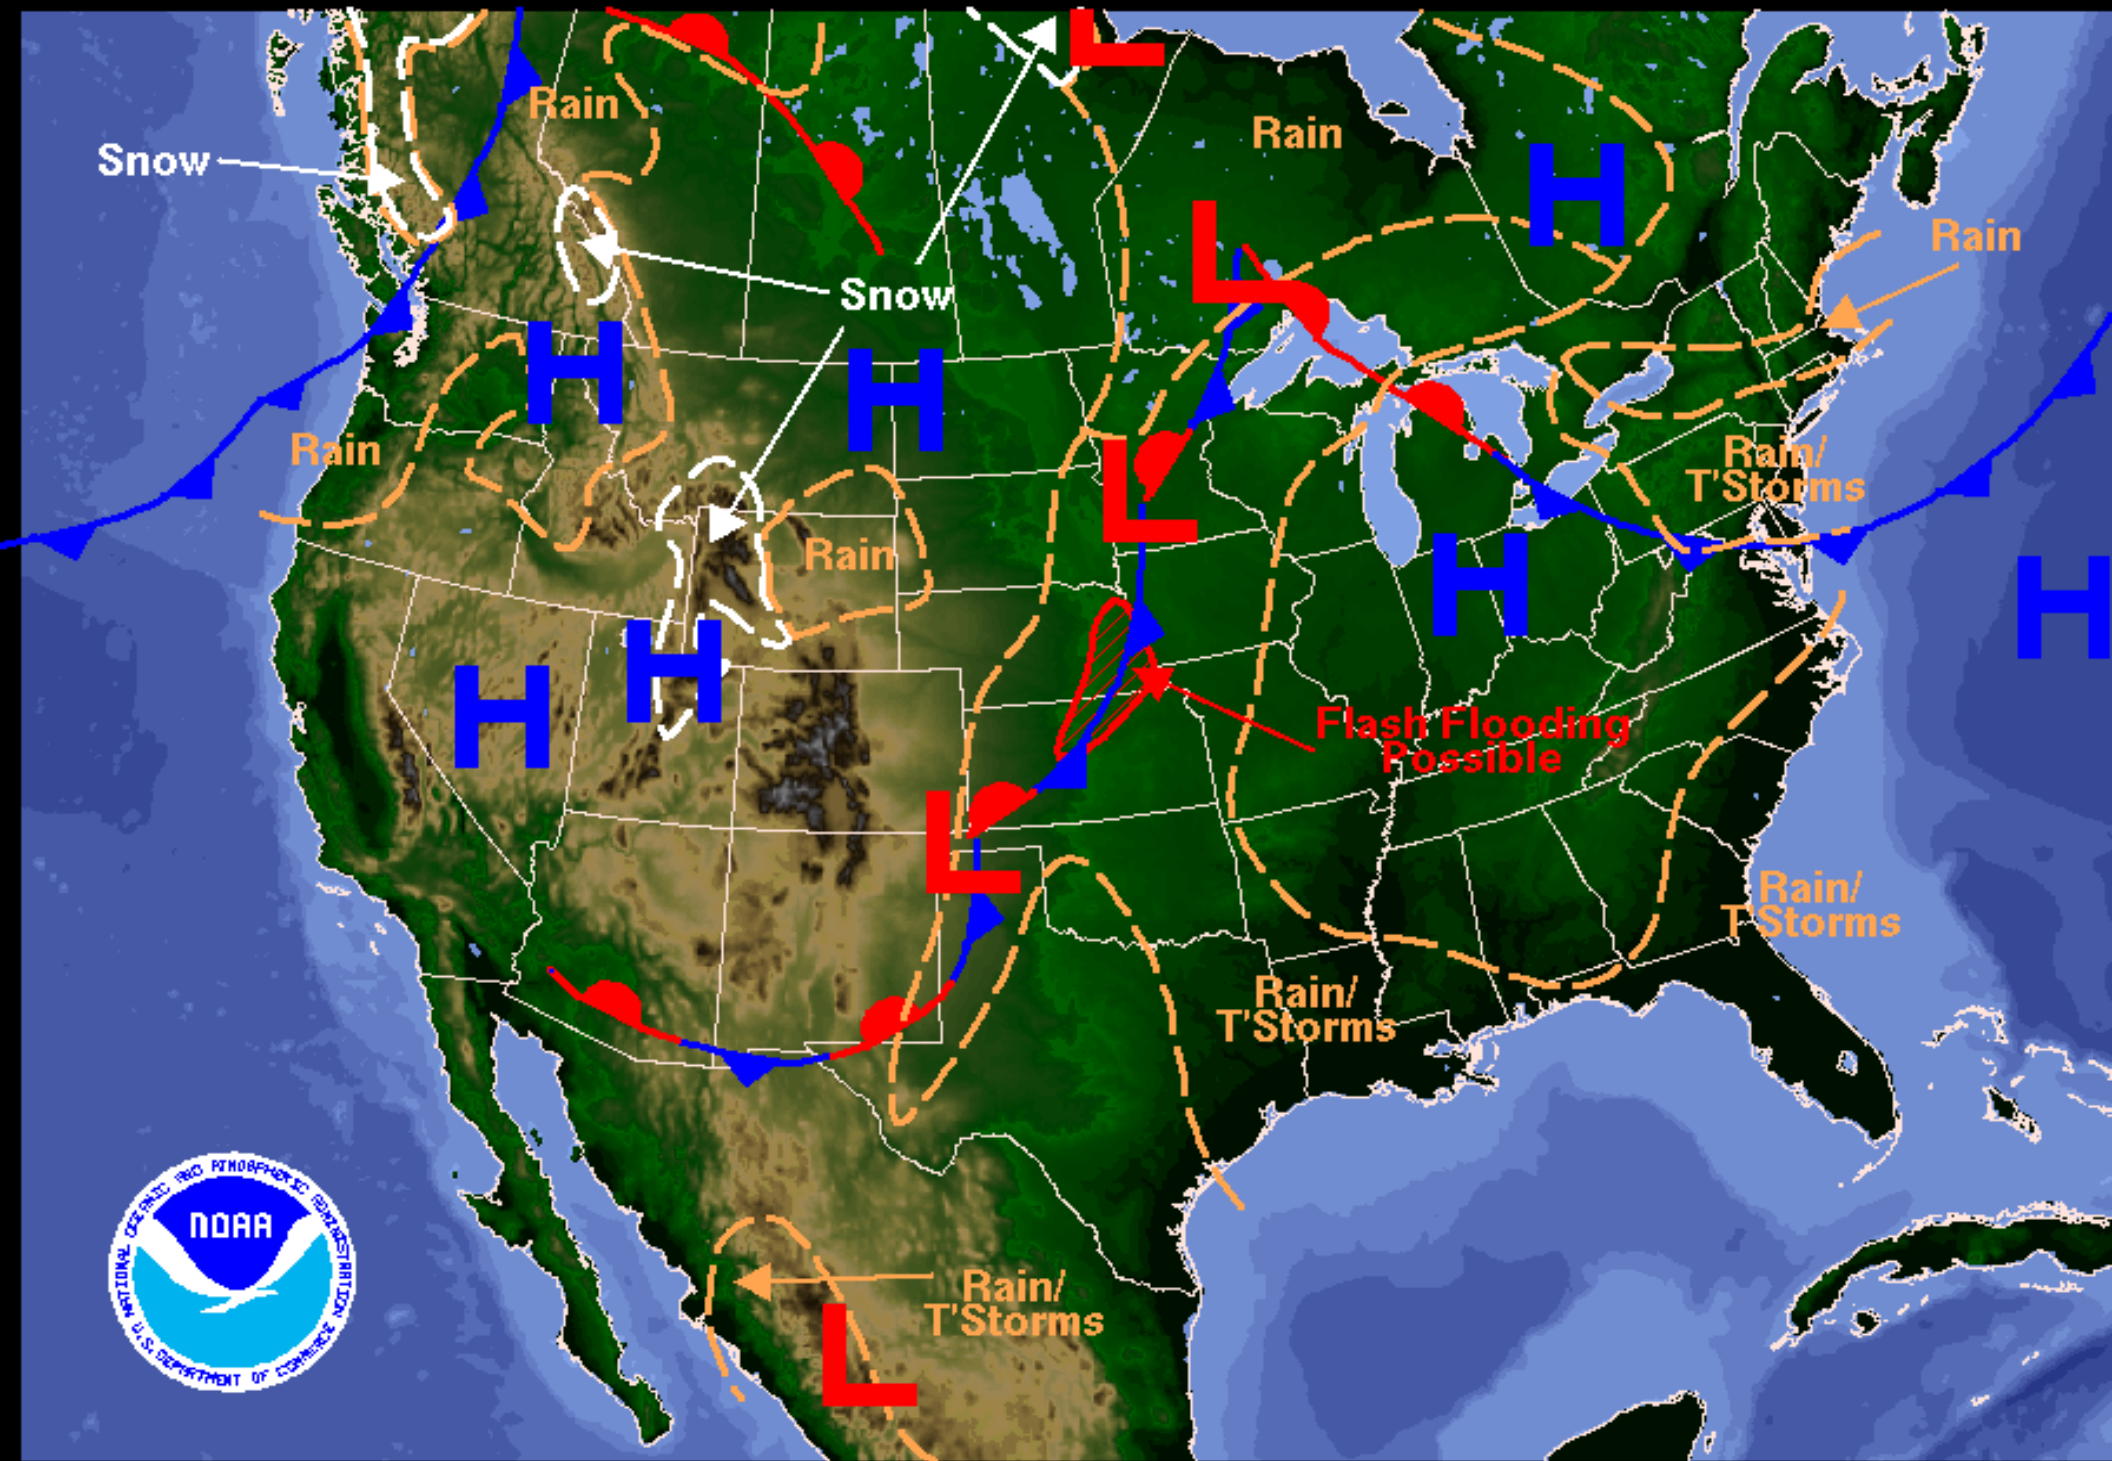 L
Rain
Rain
Snow
H
Rain
L
Snow
H
H
Rain
L
Rain/
T'Storms
Rain
H
H
H
H
Flash Flooding
Possible
L
Rain/
T'Storms
Rain/
T'Storms
NOAA
NATIONAL OCEANIC AND ATMOSPHERIC ADMINISTRATION
U.S. DEPARTMENT OF COMMERCE
Rain/
T'Storms
L